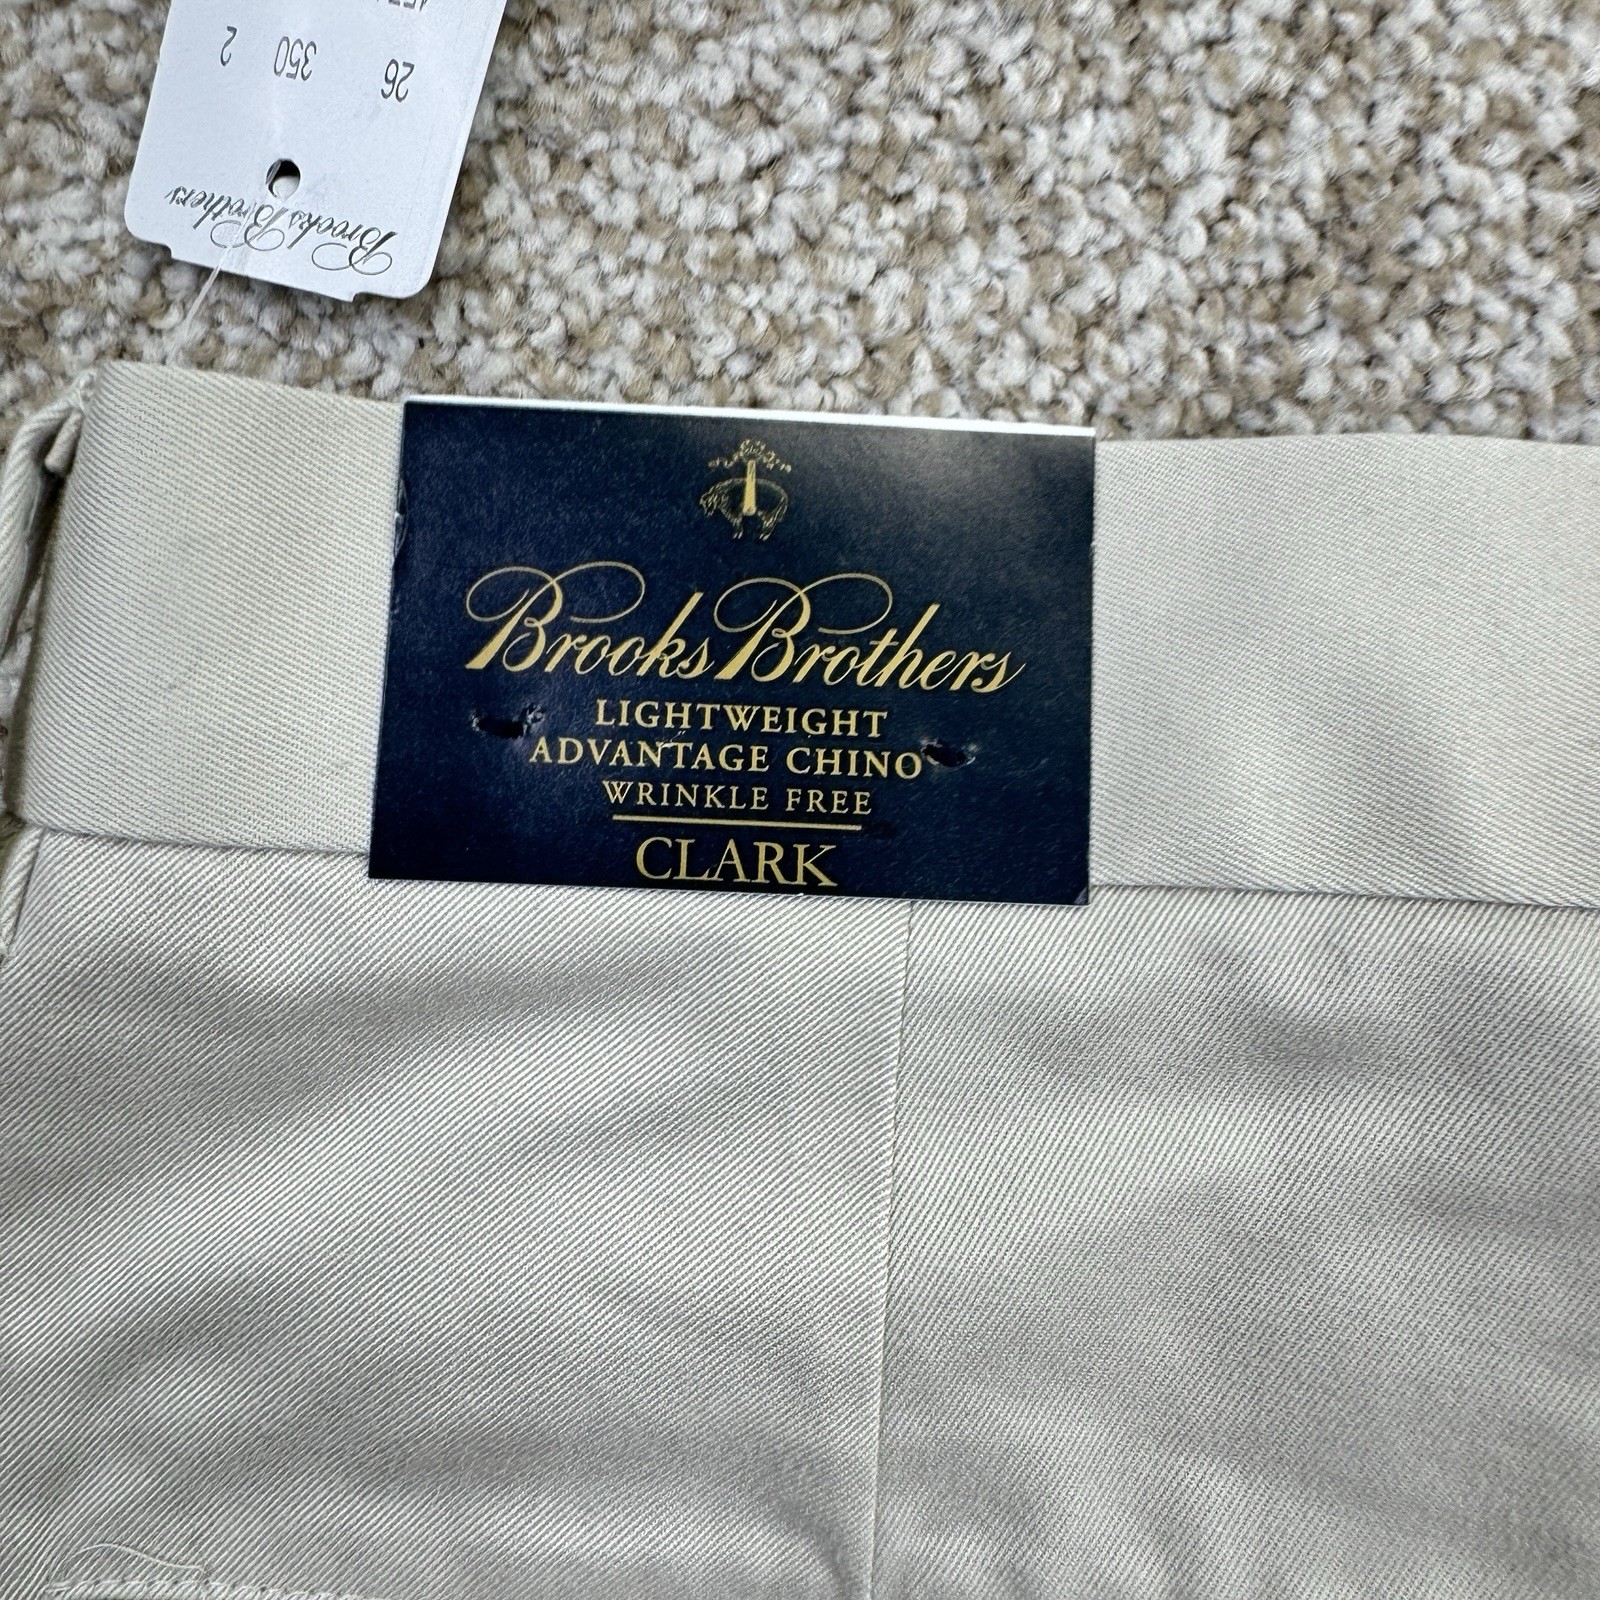 26 350 2
Brooks Brothers
Brooks Brothers
LIGHTWEIGHT
ADVANTAGE CHINO
WRINKLE FREE
CLARK